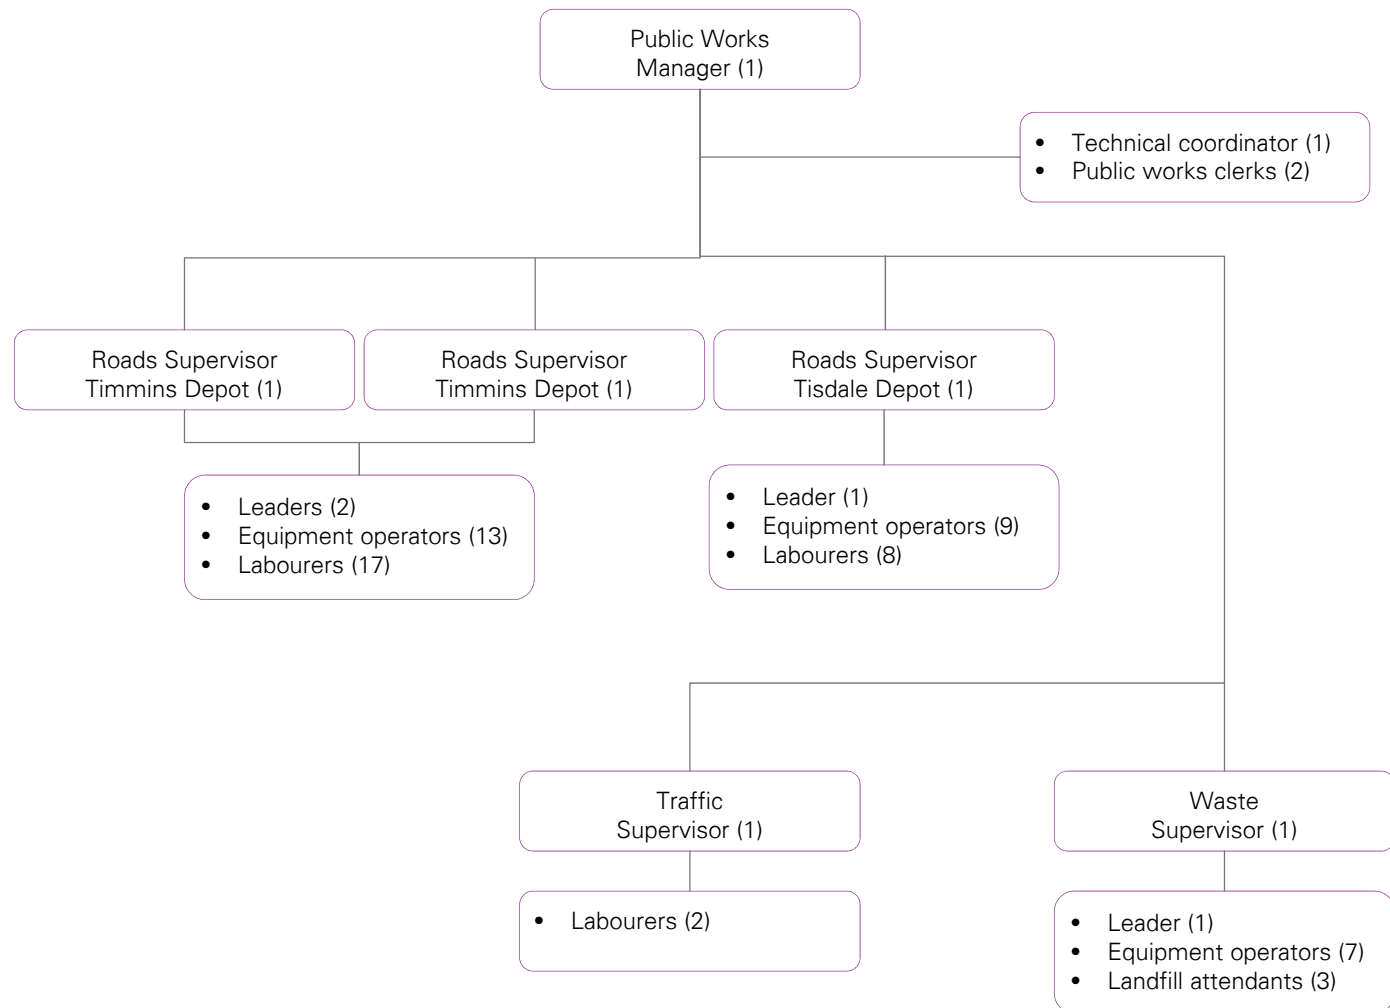 Public Works
Manager (1)
• Technical coordinator (1)
• Public works clerks (2)
Roads Supervisor
Timmins Depot (1)
Roads Supervisor
Timmins Depot (1)
Roads Supervisor
Tisdale Depot (1)
• Leaders (2)
• Equipment operators (13)
• Labourers (17)
• Leader (1)
• Equipment operators (9)
• Labourers (8)
Traffic
Supervisor (1)
Waste
Supervisor (1)
• Labourers (2)
• Leader (1)
• Equipment operators (7)
• Landfill attendants (3)